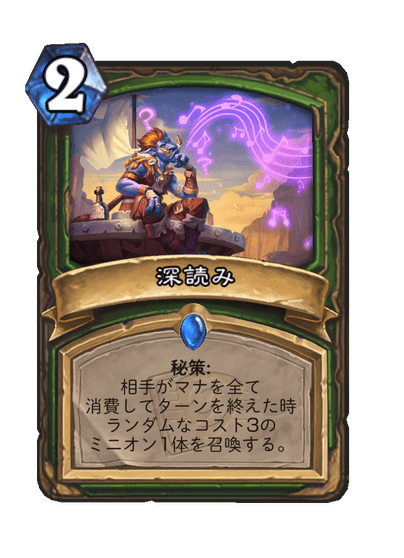 2
深読み
秘策:
相手がマナを全て
消費してターンを終えた時
ランダムなコスト3の
ミニオン1体を召喚する。